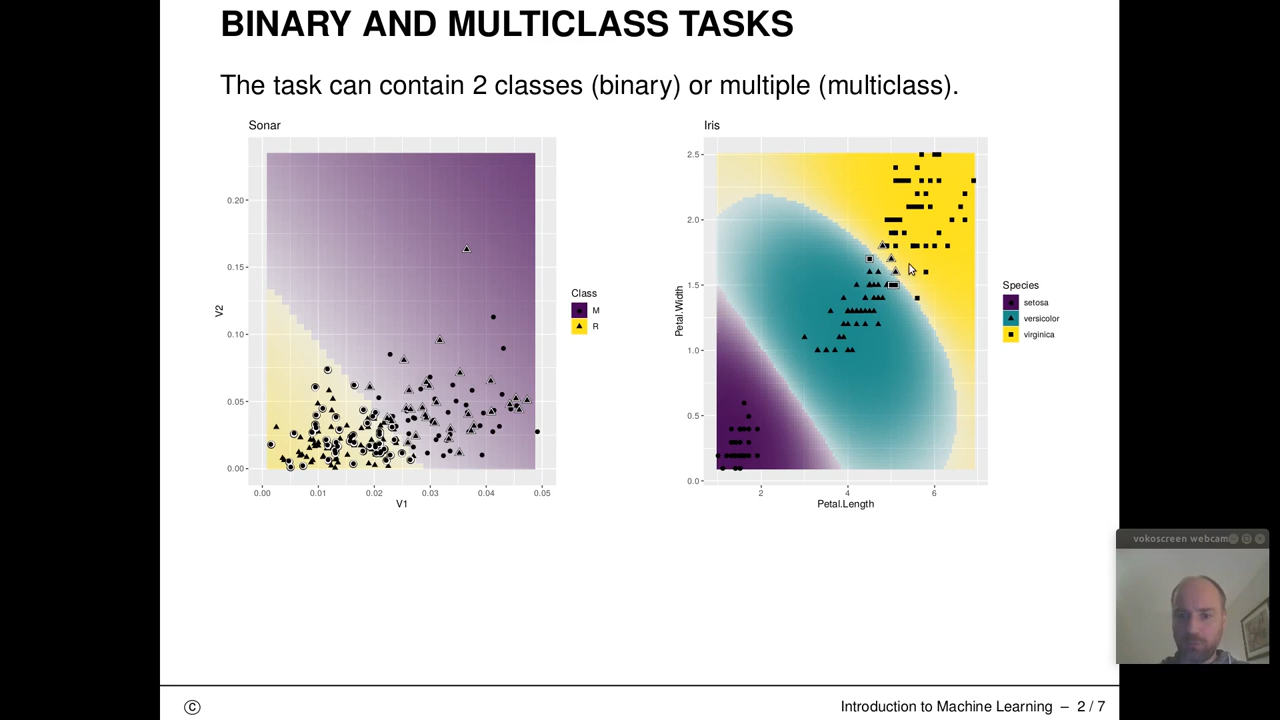 BINARY AND MULTICLASS TASKS
The task can contain 2 classes (binary) or multiple (multiclass).
Sonar
0.20
0.15
0.10
0.05
0.00
V2
0.00 0.01 0.02 0.03 0.04 0.05
V1
Class
M
R
Iris
2.5
2.0
1.5
1.0
0.5
0.0
Petal.Width
2 4 6
Petal.Length
Species
setosa
versicolor
virginica
vokoscreen webcam
© Introduction to Machine Learning – 2 / 7